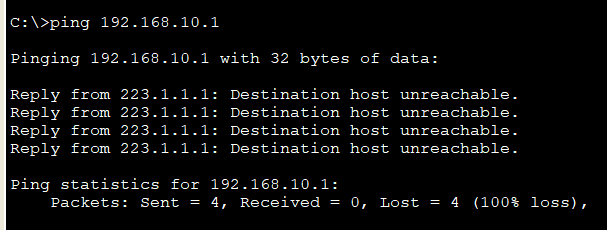 C:\>ping 192.168.10.1
Pinging 192.168.10.1 with 32 bytes of data:
Reply from 223.1.1.1: Destination host unreachable.
Reply from 223.1.1.1: Destination host unreachable.
Reply from 223.1.1.1: Destination host unreachable.
Reply from 223.1.1.1: Destination host unreachable.
Ping statistics for 192.168.10.1:
    Packets: Sent = 4, Received = 0, Lost = 4 (100% loss),